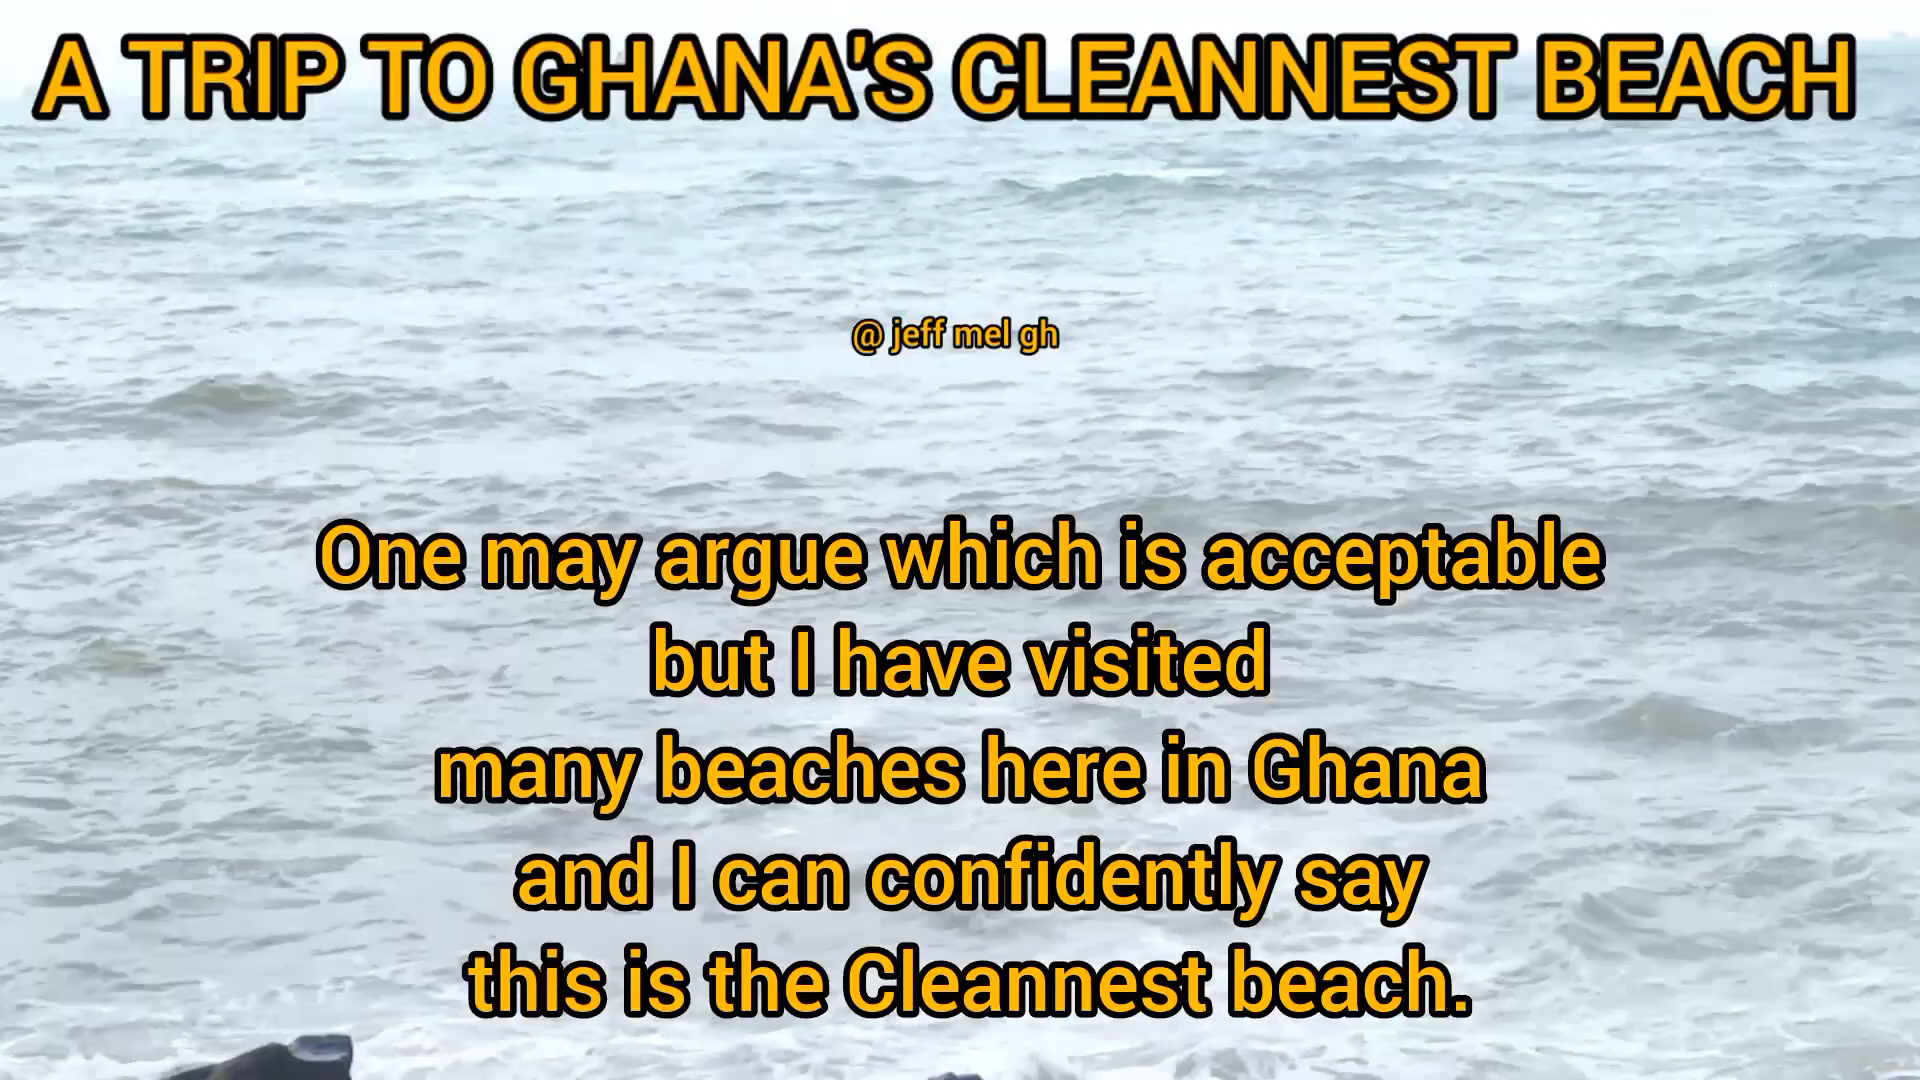 A TRIP TO GHANA'S CLEANNEST BEACH
@ jeff mel gh
One may argue which is acceptable
but I have visited
many beaches here in Ghana
and I can confidently say
this is the Cleannest beach.